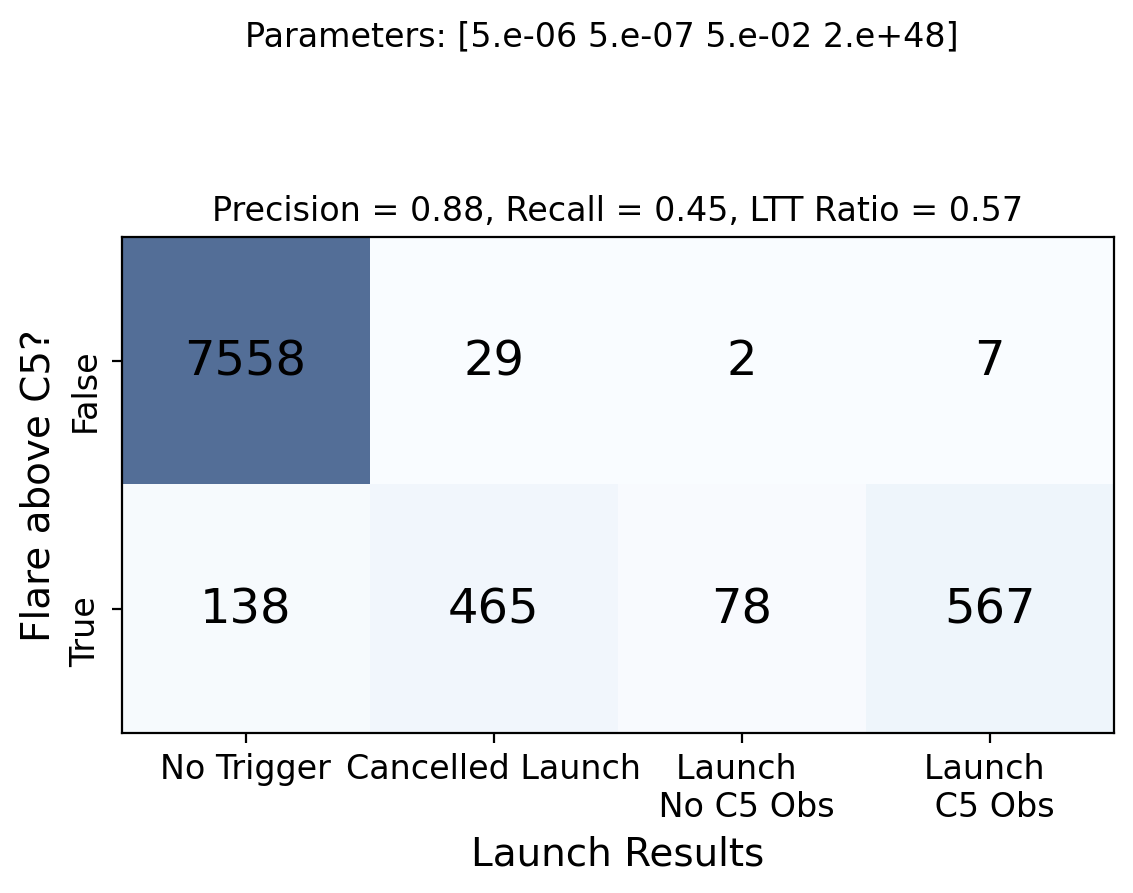 Parameters: [5.e-06 5.e-07 5.e-02 2.e+48]
Precision = 0.88, Recall = 0.45, LTT Ratio = 0.57
Flare above C5?
False
7558 29 2 7
True
138 465 78 567
No Trigger Cancelled Launch Launch Launch
No C5 Obs C5 Obs
Launch Results